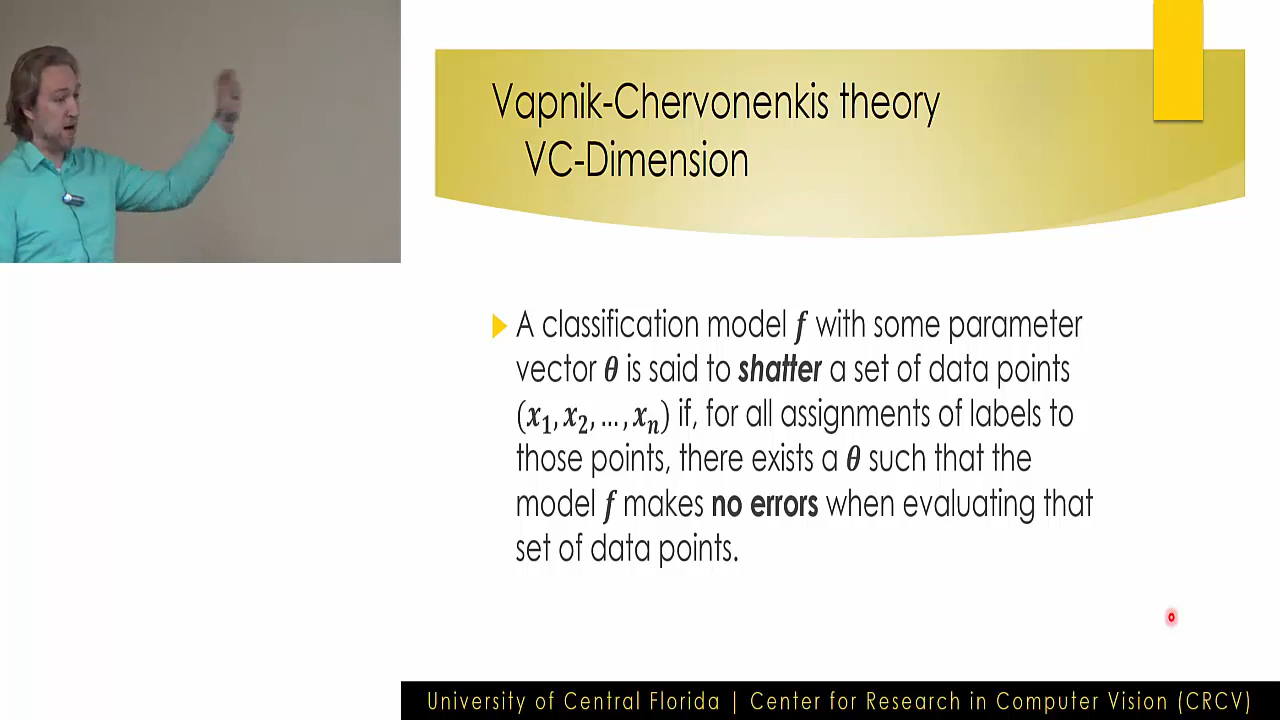 Vapnik-Chervonenkis theory
VC-Dimension
A classification model f with some parameter
vector θ is said to shatter a set of data points
(x₁, x₂, …, xₙ) if, for all assignments of labels to
those points, there exists a θ such that the
model f makes no errors when evaluating that
set of data points.
University of Central Florida | Center for Research in Computer Vision (CRCV)